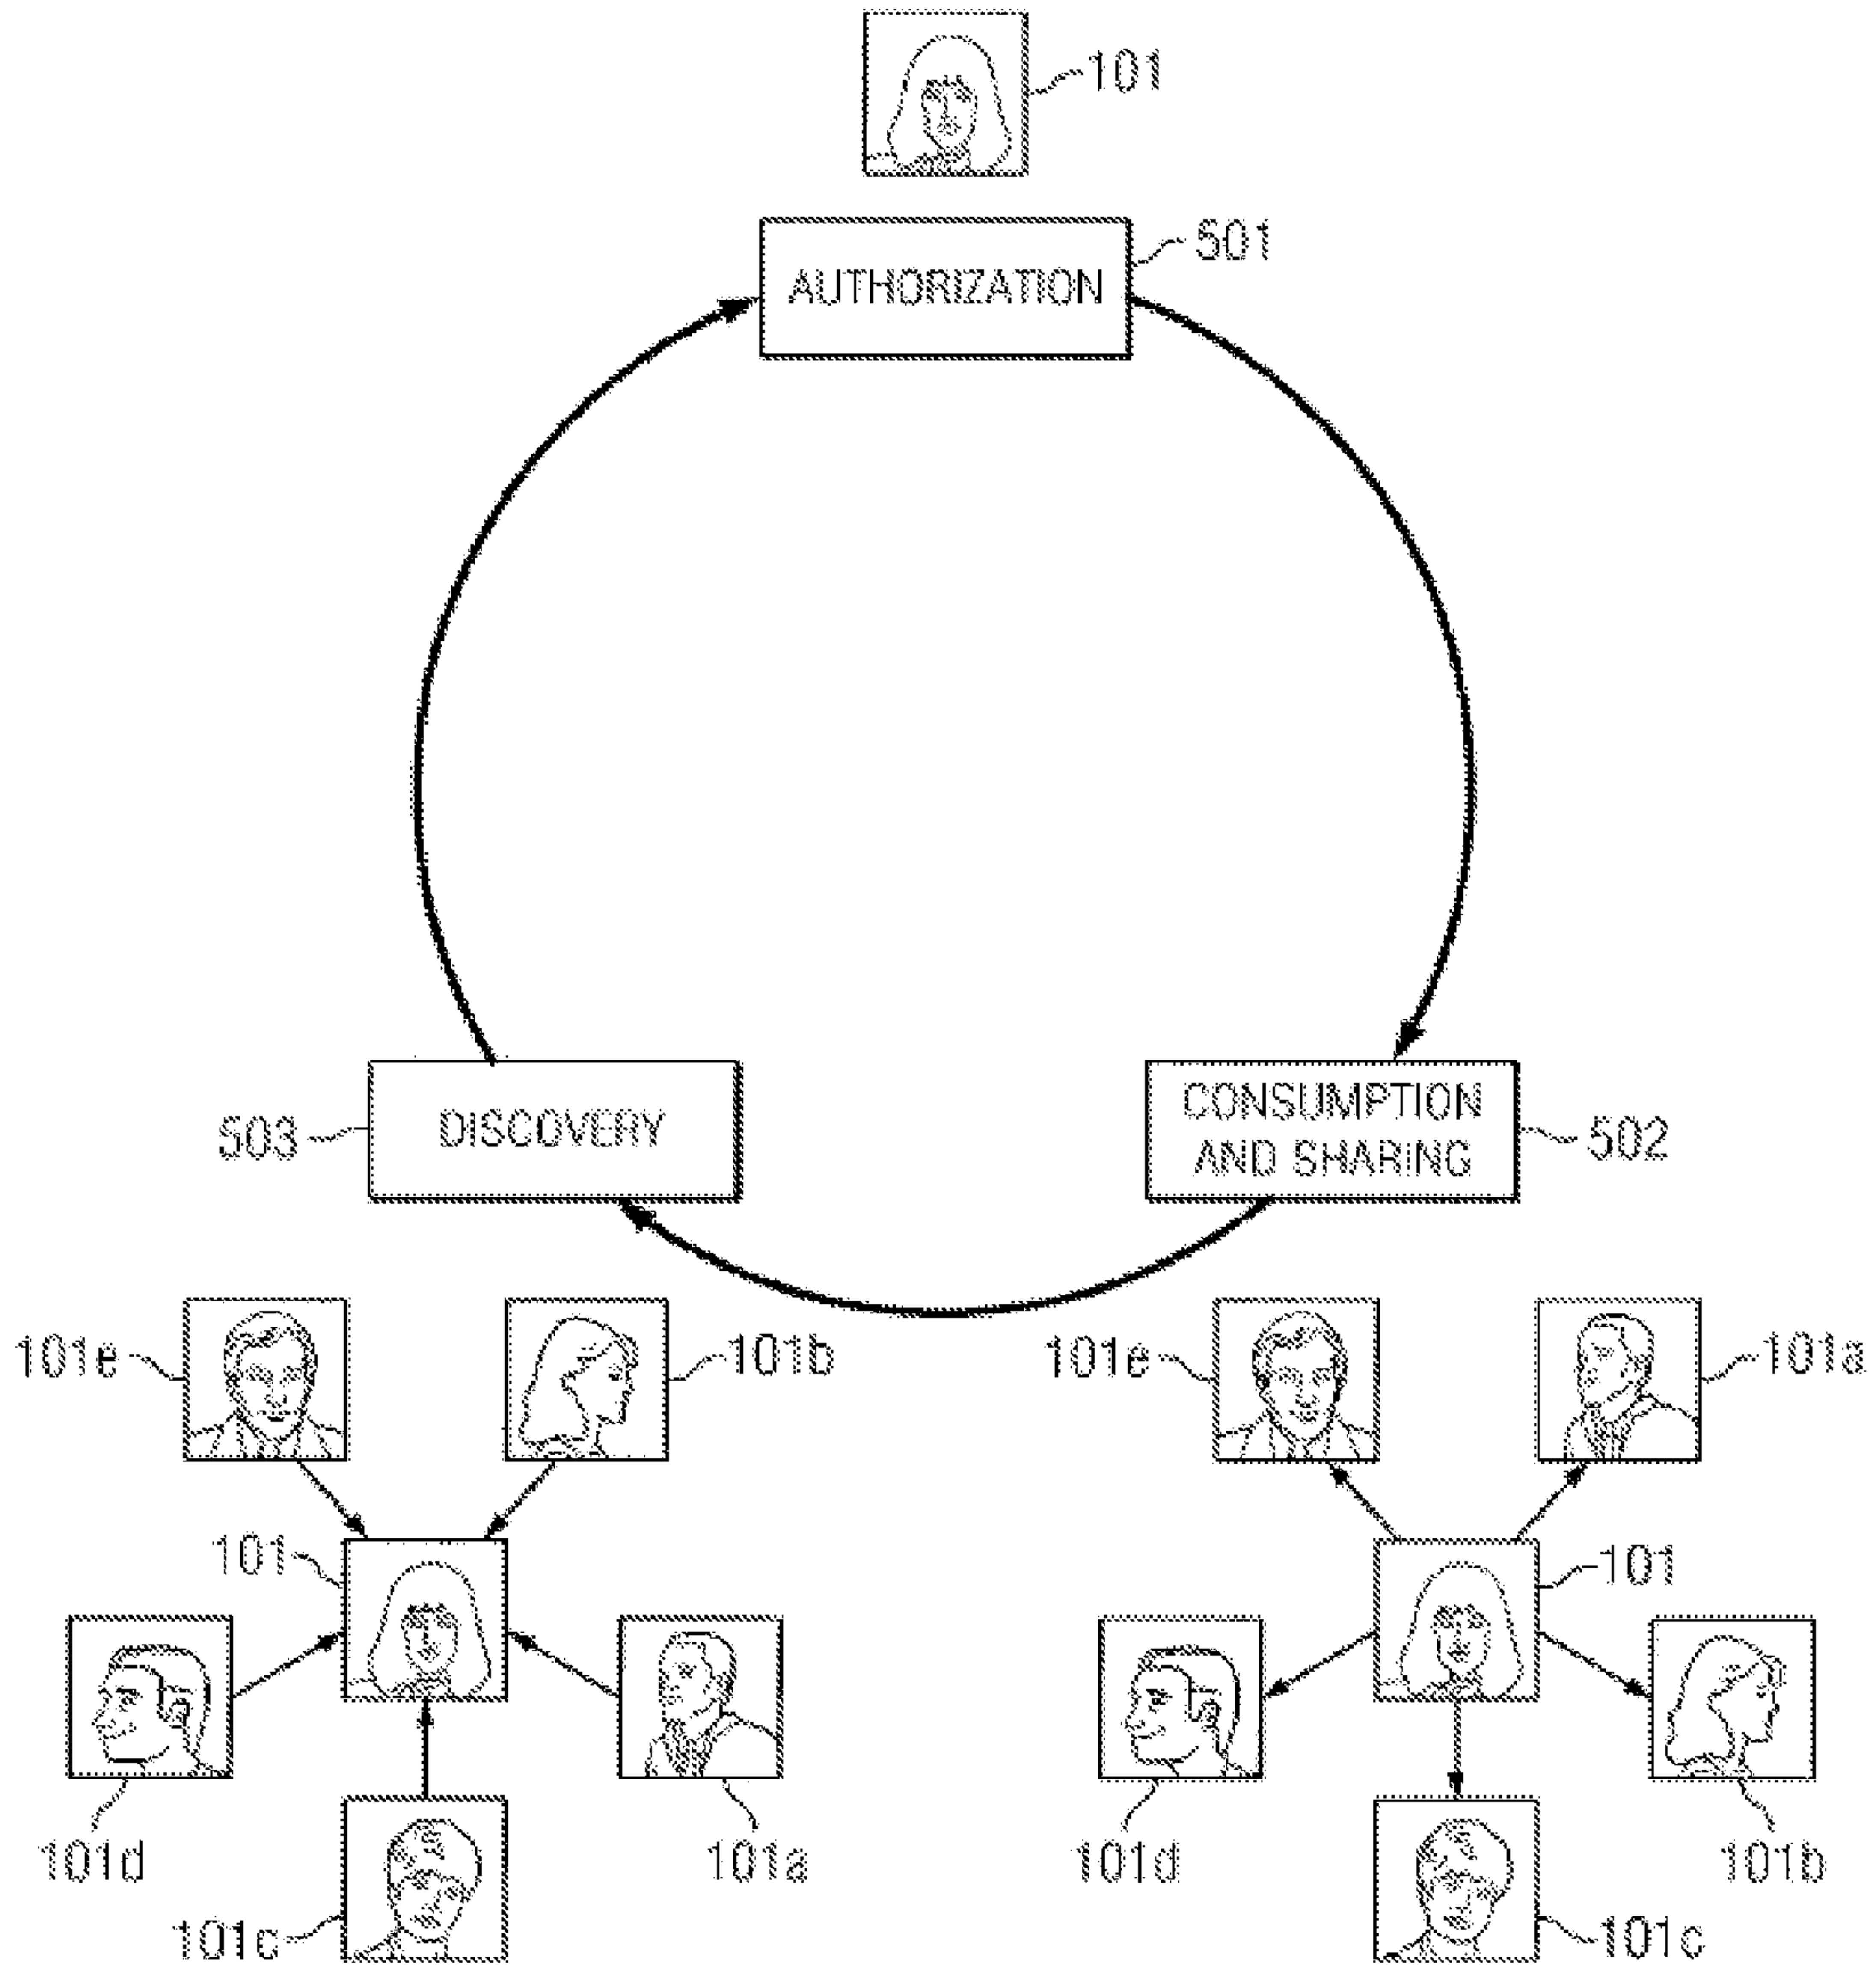 101
501
AUTHORIZATION
503
DISCOVERY
CONSUMPTION
AND SHARING
502
101e
101b
101e
101a
101
101
101d
101a
101d
101b
101c
101c